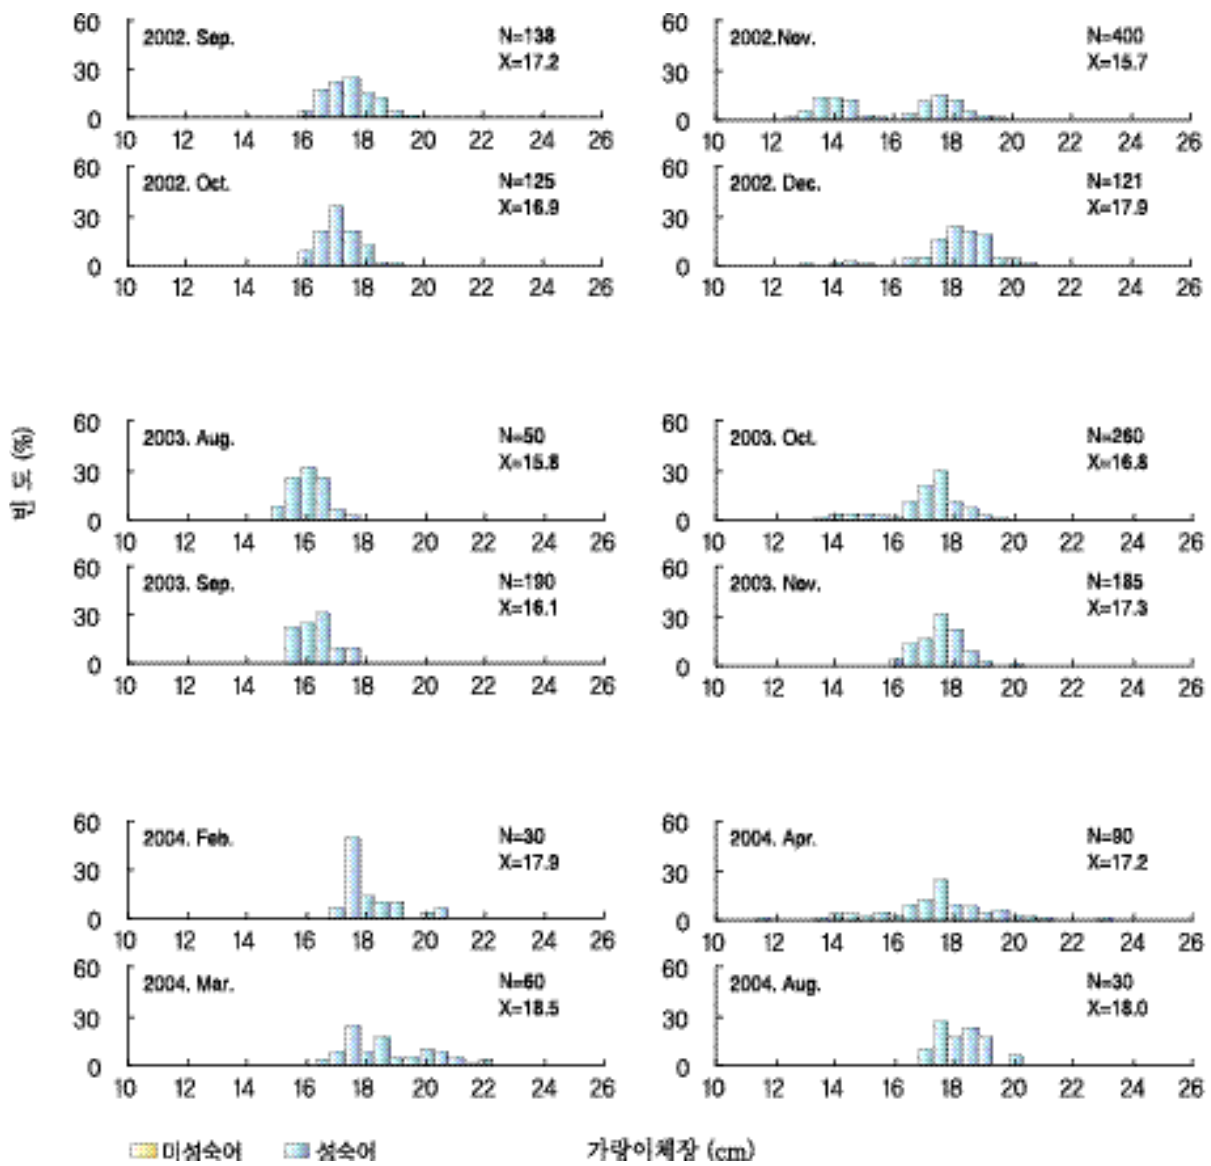 60
2002. Sep. N=138
X=17.2
30
0
10 12 14 16 18 20 22 24 26
60
2002.Nov. N=400
X=15.7
30
0
10 12 14 16 18 20 22 24 26
60
2002. Oct. N=125
X=16.9
30
0
10 12 14 16 18 20 22 24 26
60
2002. Dec. N=121
X=17.9
30
0
10 12 14 16 18 20 22 24 26
빈 도 (%)
60
2003. Aug. N=50
X=15.8
30
0
10 12 14 16 18 20 22 24 26
60
2003. Oct. N=260
X=16.8
30
0
10 12 14 16 18 20 22 24 26
60
2003. Sep. N=190
X=16.1
30
0
10 12 14 16 18 20 22 24 26
60
2003. Nov. N=185
X=17.3
30
0
10 12 14 16 18 20 22 24 26
60
2004. Feb. N=30
X=17.9
30
0
10 12 14 16 18 20 22 24 26
60
2004. Apr. N=90
X=17.2
30
0
10 12 14 16 18 20 22 24 26
60
2004. Mar. N=60
X=18.5
30
0
10 12 14 16 18 20 22 24 26
60
2004. Aug. N=30
X=18.0
30
0
10 12 14 16 18 20 22 24 26
미성숙어 성숙어 가랑이체장 (cm)